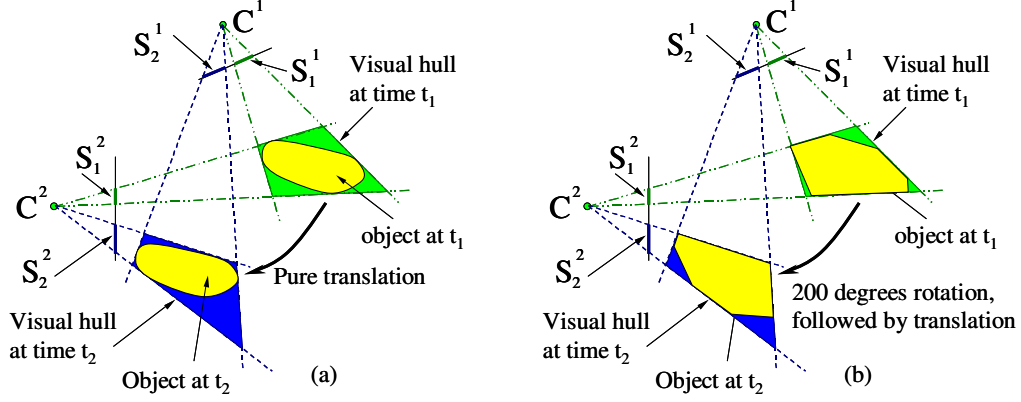 C¹
S₂¹
S₁¹
Visual hull
at time t₁
S₁²
C²
S₂²
object at t₁
Pure translation
Visual hull
at time t₂
Object at t₂
(a)
C¹
S₂¹
S₁¹
Visual hull
at time t₁
S₁²
C²
S₂²
object at t₁
200 degrees rotation,
followed by translation
Visual hull
at time t₂
Object at t₂
(b)